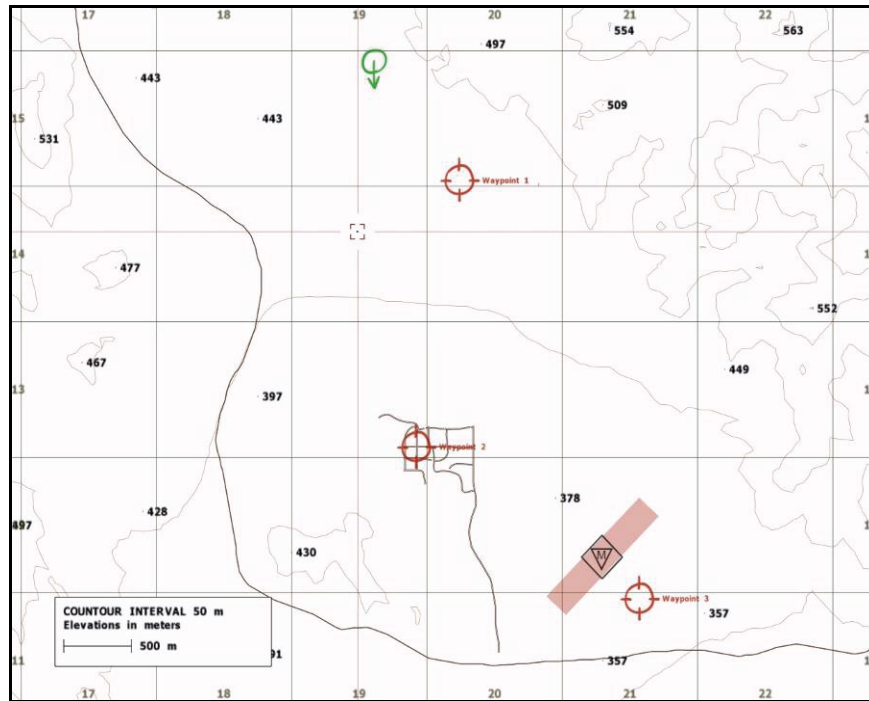 17 18 19 20 21 22
554
563
497
443
509
15
443
531
Waypoint 1
14
477
552
467
449
13
397
Waypoint 2
378
428
497
430
M
COUNTOUR INTERVAL 50 m
Elevations in meters
500 m
Waypoint 3
357
11
91
357
17 18 19 20 21 22